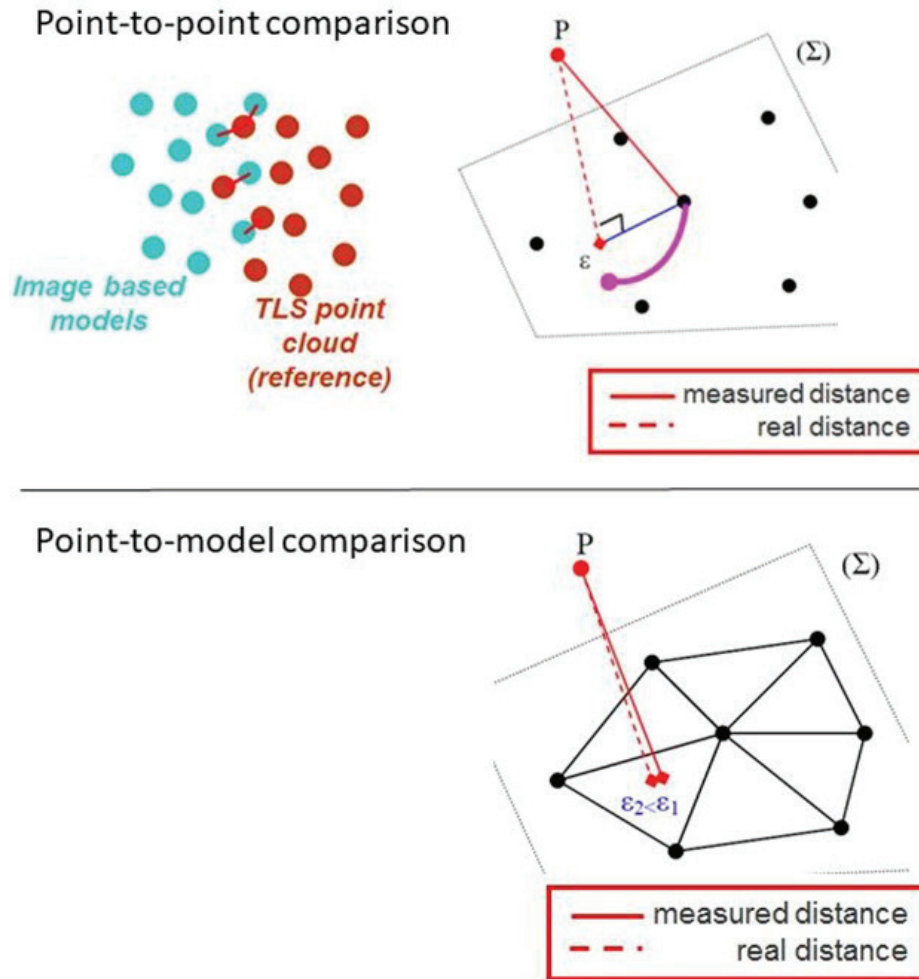 Point-to-point comparison
P
(Σ)
ε
Image based
models
TLS point
cloud
(reference)
measured distance
real distance
Point-to-model comparison
P
(Σ)
ε2<ε1
measured distance
real distance